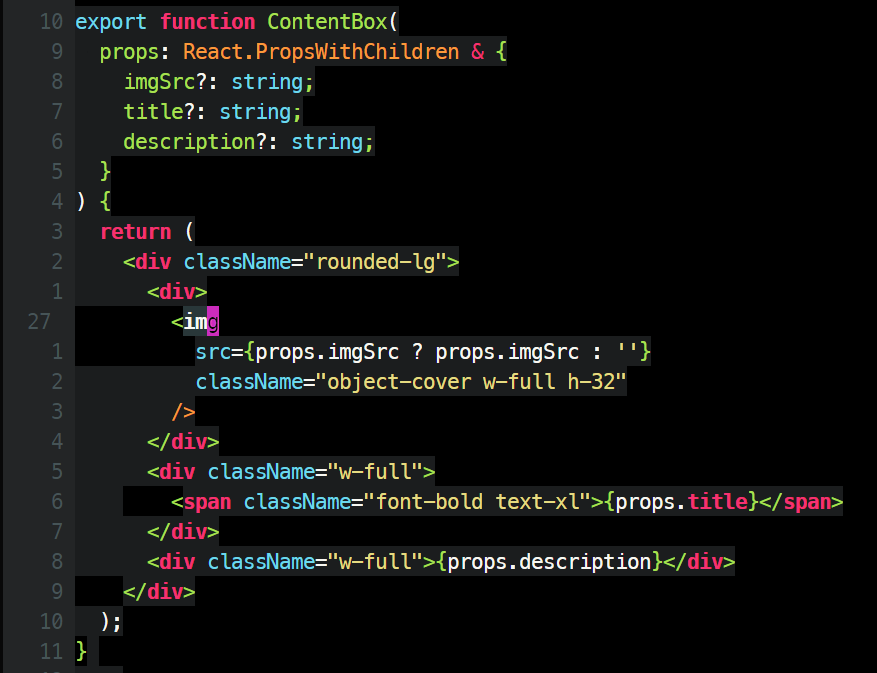 10 export function ContentBox(
9   props: React.PropsWithChildren & {
8     imgSrc?: string;
7     title?: string;
6     description?: string;
5   }
4 ) {
3   return (
2     <div className="rounded-lg">
1       <div>
27         <img
1           src={props.imgSrc ? props.imgSrc : ''}
2           className="object-cover w-full h-32"
3         />
4       </div>
5       <div className="w-full">
6         <span className="font-bold text-xl">{props.title}</span>
7       </div>
8       <div className="w-full">{props.description}</div>
9     </div>
10   );
11 }